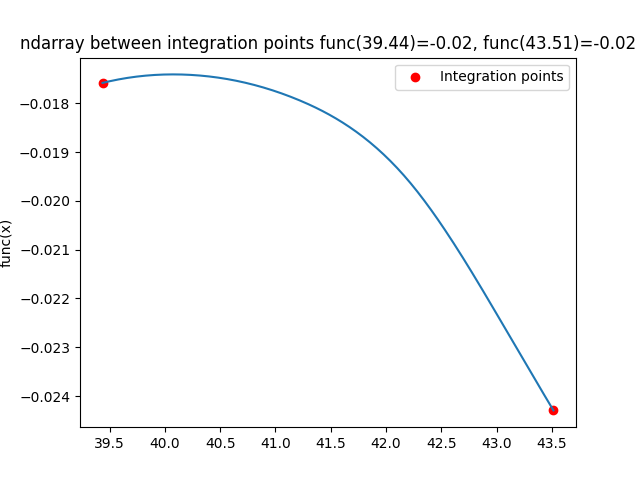 ndarray between integration points func(39.44)=-0.02, func(43.51)=-0.02
Integration points
func(x)
−0.018
−0.019
−0.020
−0.021
−0.022
−0.023
−0.024
39.5 40.0 40.5 41.0 41.5 42.0 42.5 43.0 43.5